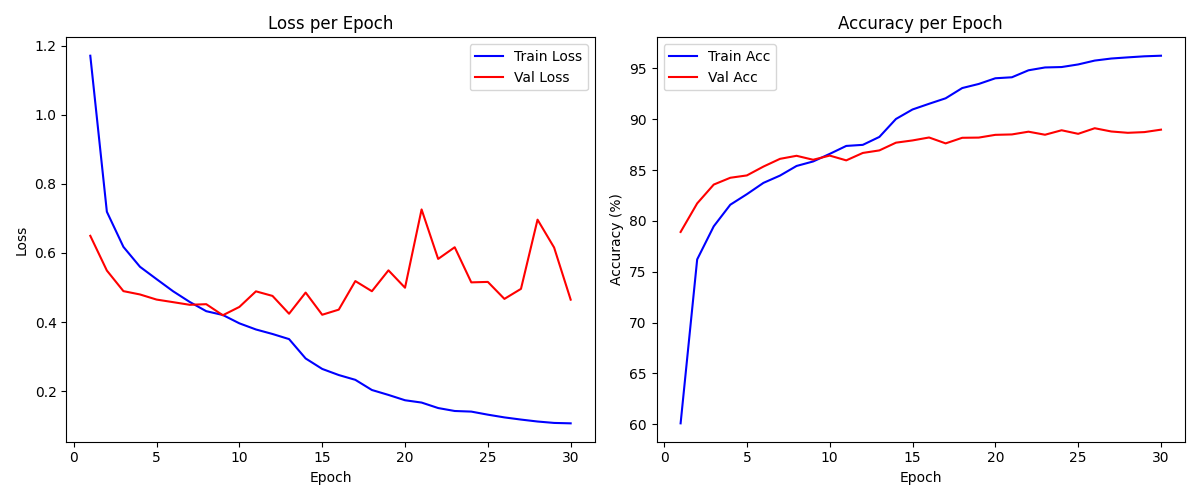 Loss per Epoch
Train Loss
Val Loss
1.2
1.0
0.8
0.6
0.4
0.2
Loss
0
5
10
15
20
25
30
Epoch
Accuracy per Epoch
Train Acc
Val Acc
95
90
85
80
75
70
65
60
Accuracy (%)
0
5
10
15
20
25
30
Epoch